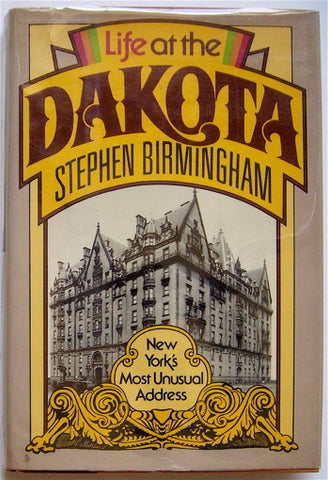 Life at the
DAKOTA
STEPHEN BIRMINGHAM
New
York's
Most Unusual
Address